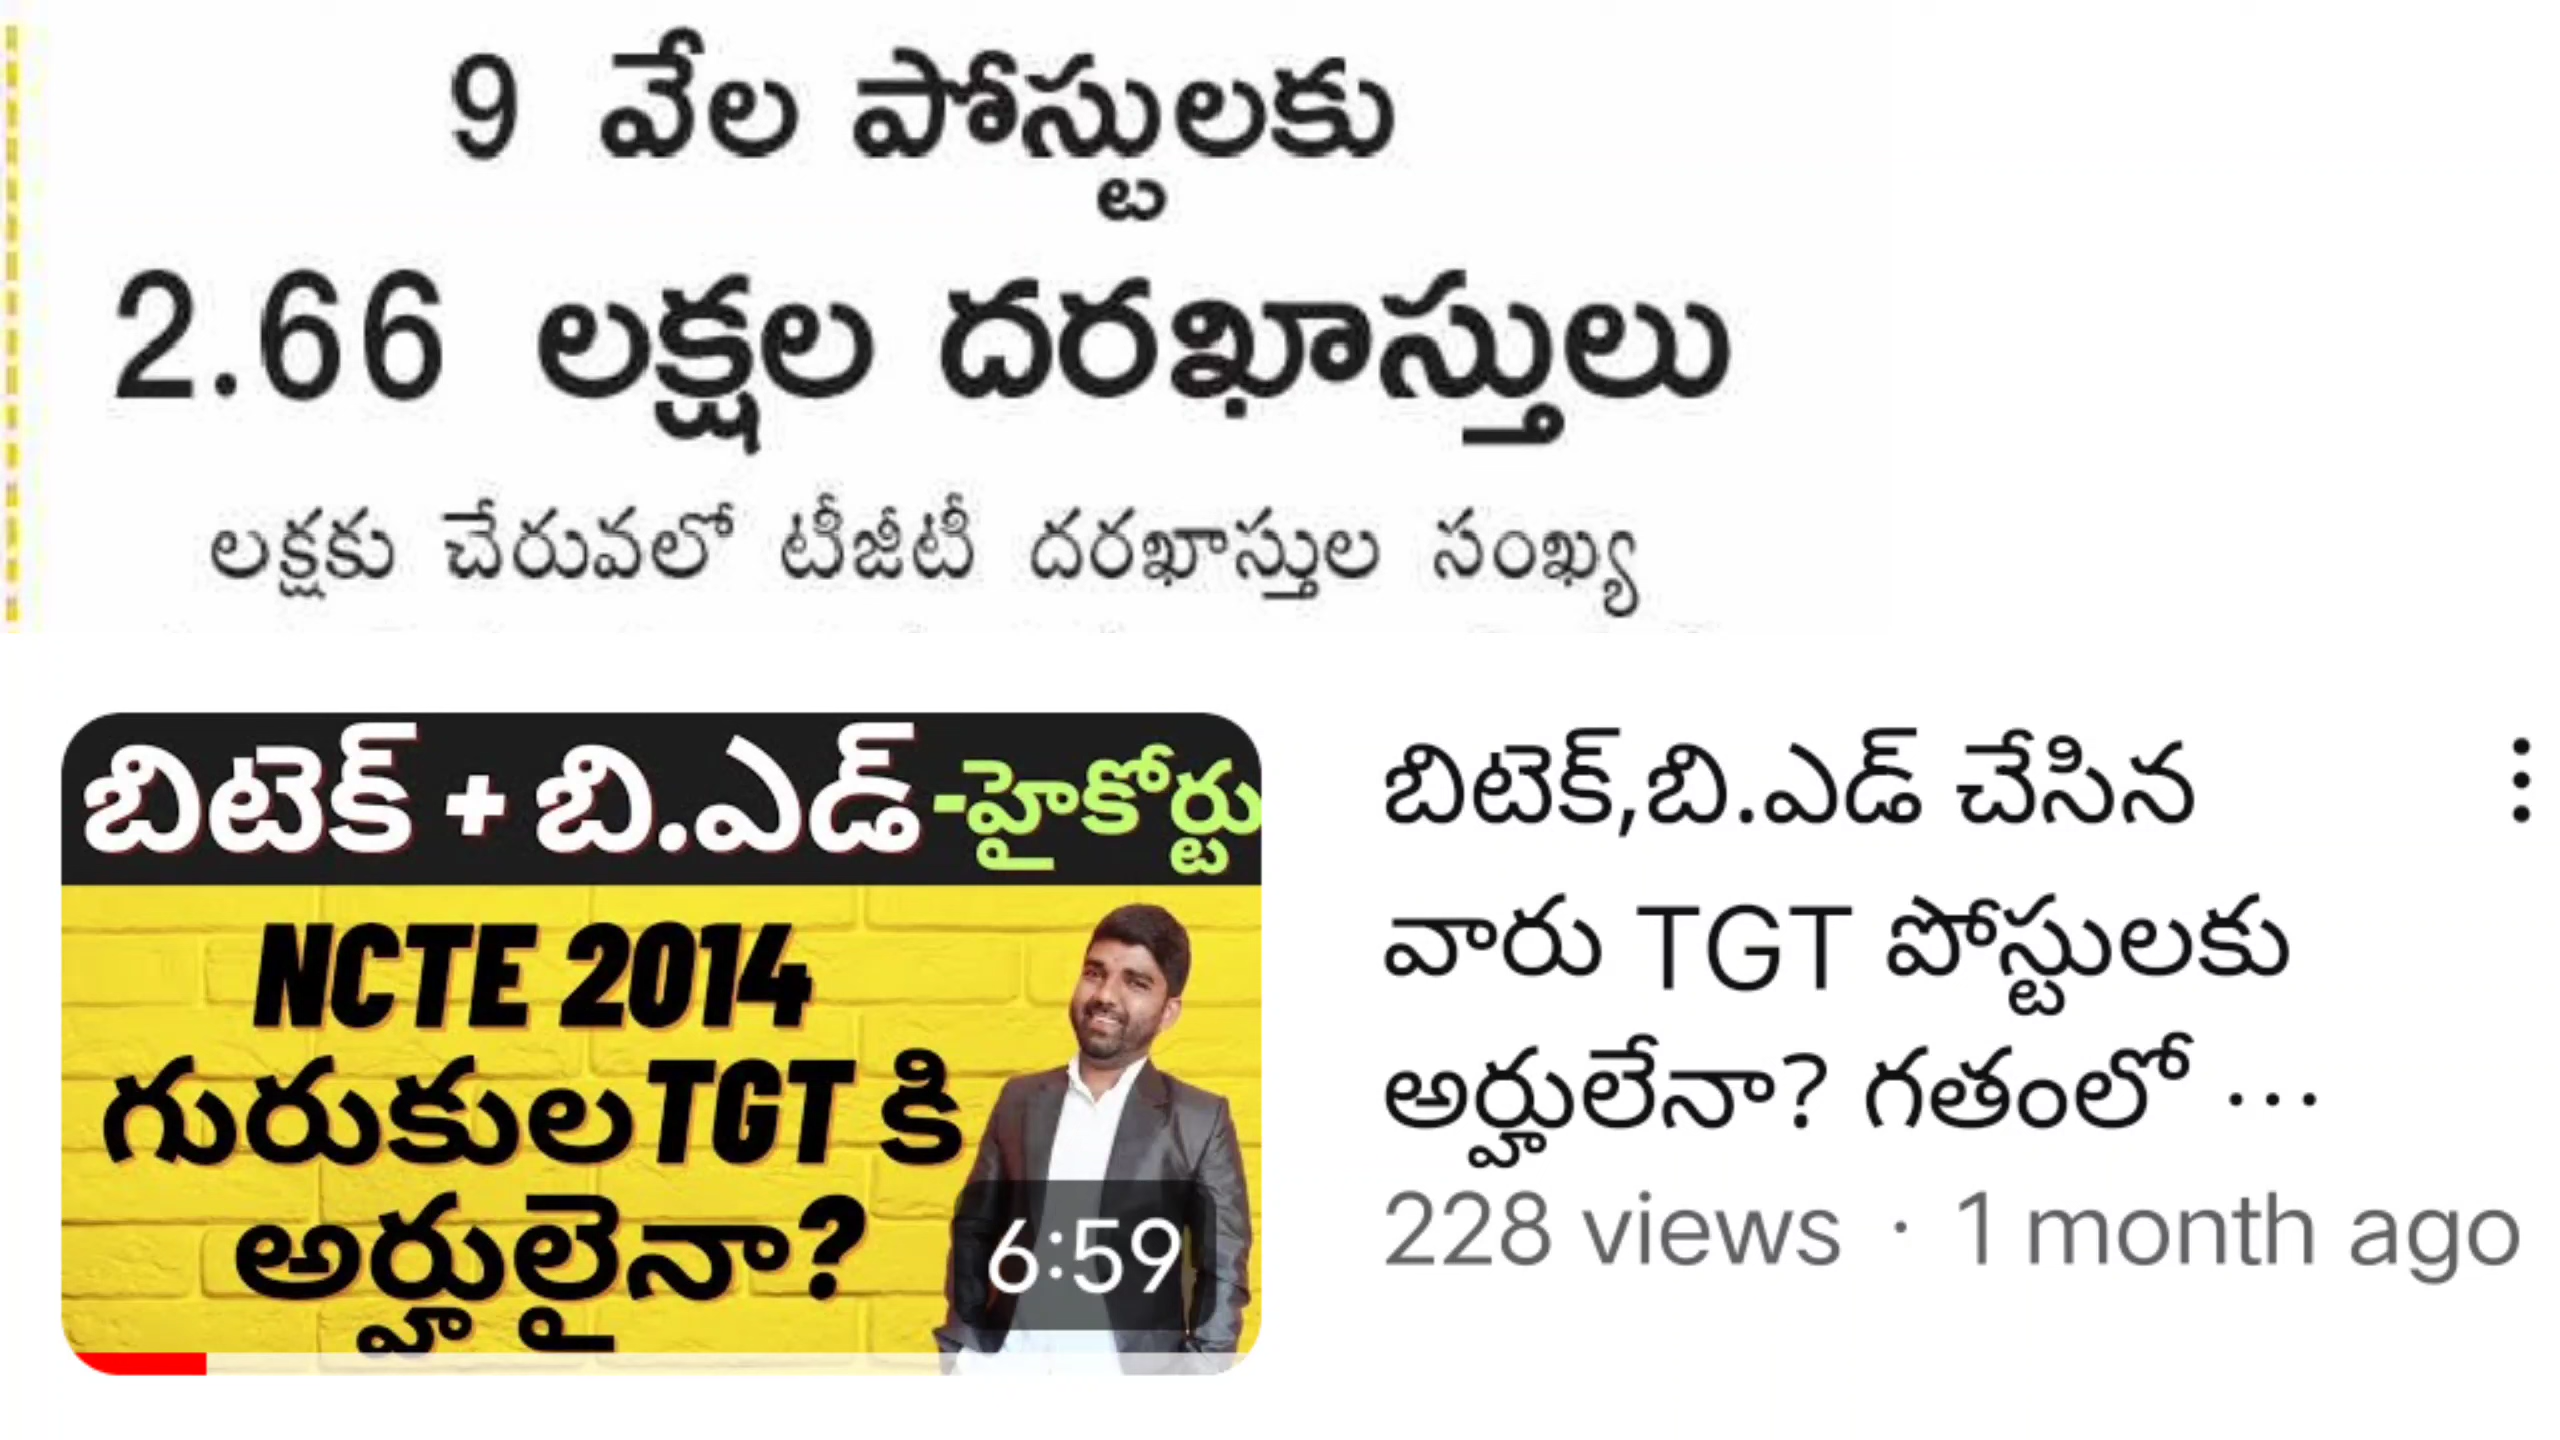 9 వేల పోస్టులకు
2.66 లక్షల దరఖాస్తులు
లక్షకు చేరువలో టీజీటీ దరఖాస్తుల సంఖ్య
బిటెక్ + బి.ఎడ్ -హైకోర్టు
NCTE 2014
గురుకుల TGT కి
అర్హులైనా?
6:59
బిటెక్,బి.ఎడ్ చేసిన
వారు TGT పోస్టులకు
అర్హులేనా? గతంలో ...
228 views · 1 month ago